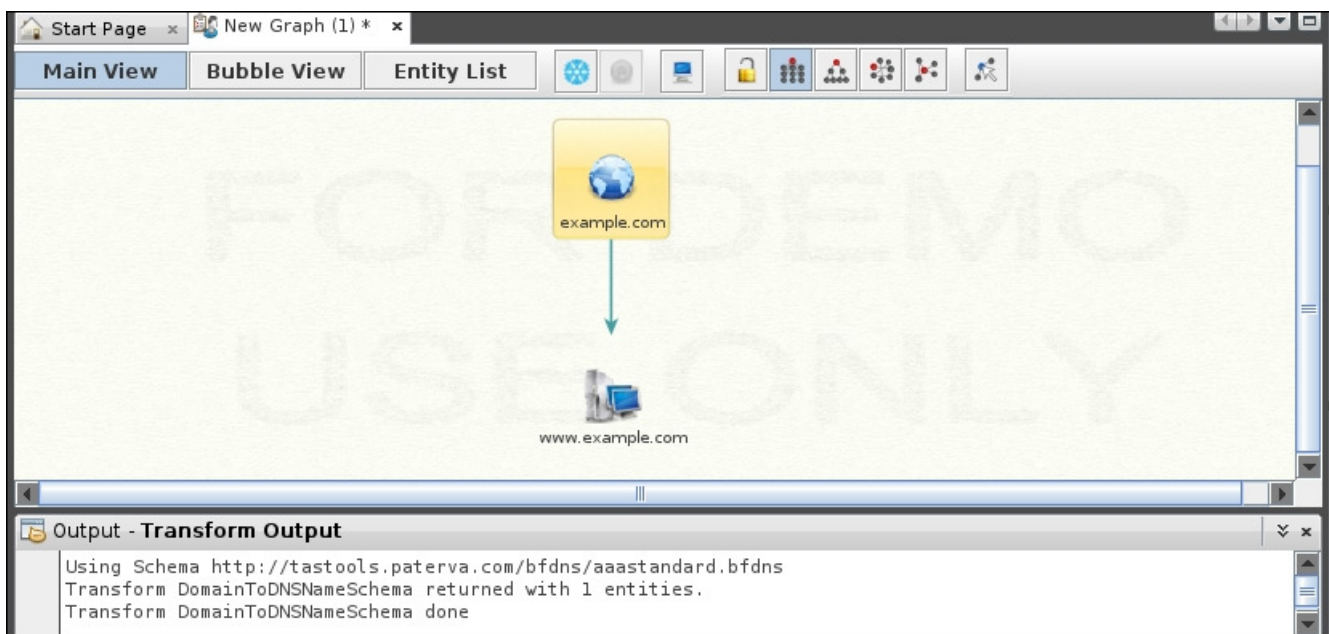 Start Page
New Graph (1) *
Main View
Bubble View
Entity List
FOR DEMO
example.com
USE ONLY
www.example.com
Output - Transform Output
Using Schema http://tastools.paterva.com/bfdns/aaastandard.bfdns
Transform DomainToDNSNameSchema returned with 1 entities.
Transform DomainToDNSNameSchema done